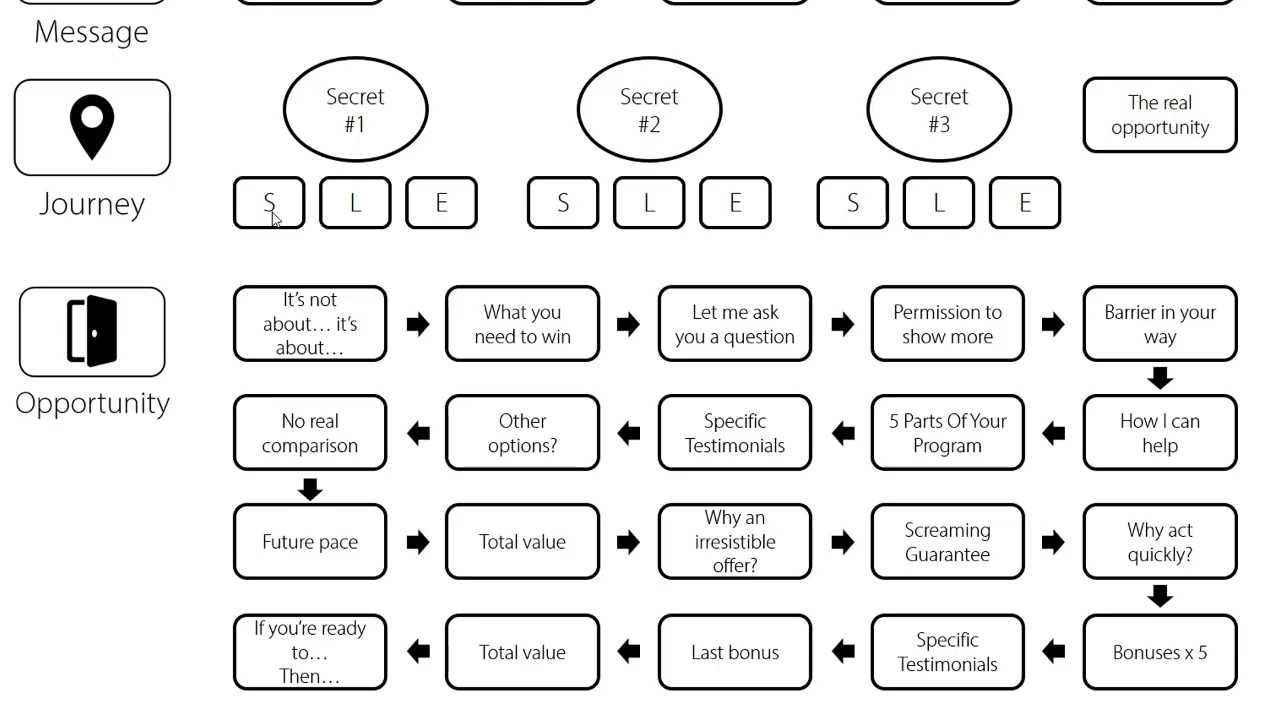 Message
Secret
#1
Secret
#2
Secret
#3
The real
opportunity
Journey
S
L
E
S
L
E
S
L
E
Opportunity
It’s not
about… it’s
about…
What you
need to win
Let me ask
you a question
Permission to
show more
Barrier in your
way
No real
comparison
Other
options?
Specific
Testimonials
5 Parts Of Your
Program
How I can
help
Future pace
Total value
Why an
irresistible
offer?
Screaming
Guarantee
Why act
quickly?
If you’re ready
to…
Then…
Total value
Last bonus
Specific
Testimonials
Bonuses x 5